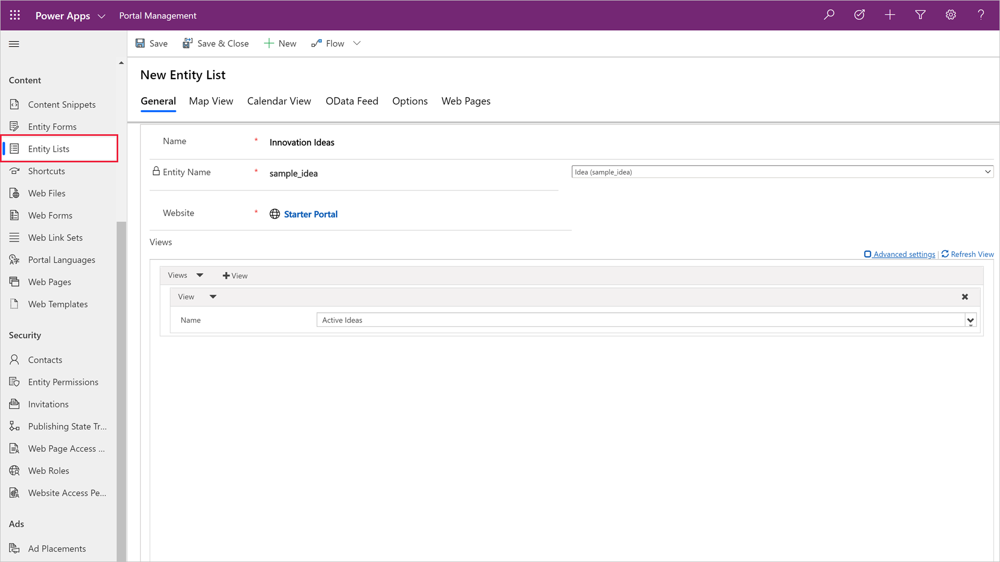 Power Apps Portal Management ?
Save Save & Close New Flow
New Entity List
General Map View Calendar View OData Feed Options Web Pages
Content
Content Snippets
Entity Forms
Entity Lists
Shortcuts
Web Files
Web Forms
Web Link Sets
Portal Languages
Web Pages
Web Templates
Security
Contacts
Entity Permissions
Invitations
Publishing State Tr...
Web Page Access ...
Web Roles
Website Access Pe...
Ads
Ad Placements
Name * Innovation Ideas
Entity Name * sample_idea Idea (sample_idea)
Website * Starter Portal
Views
Advanced settings | Refresh View
Views +View
View
Name Active Ideas